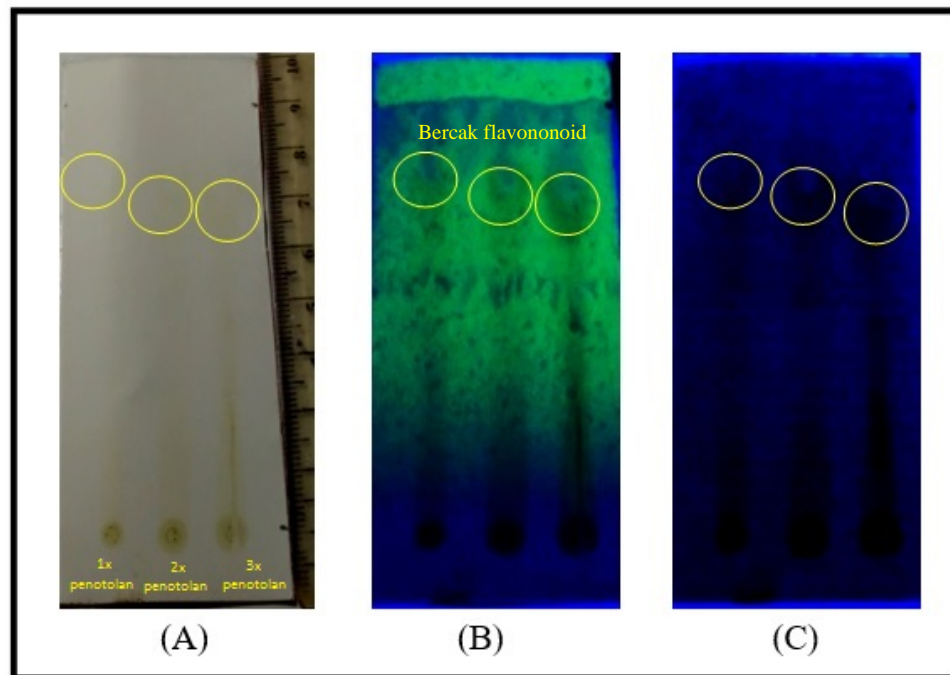 Bercak flavononoid
1x
penotolan
2x
penotolan
3x
penotolan
(A)
(B)
(C)